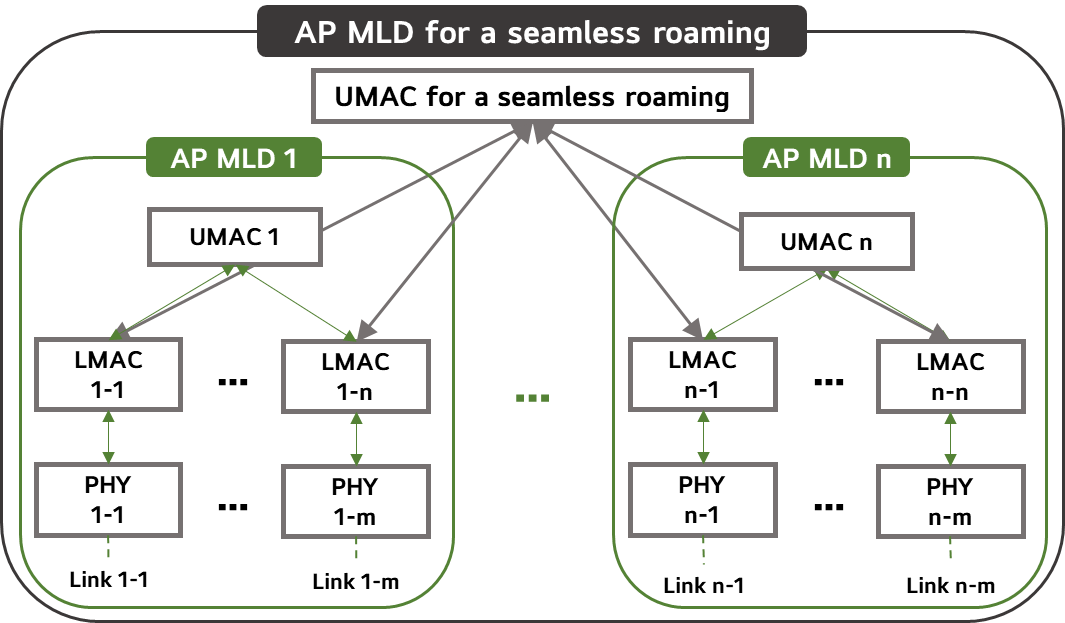 AP MLD for a seamless roaming
UMAC for a seamless roaming
AP MLD 1
AP MLD n
UMAC 1
UMAC n
LMAC
1-1
...
LMAC
1-n
...
LMAC
n-1
...
LMAC
n-n
PHY
1-1
...
PHY
1-m
PHY
n-1
...
PHY
n-m
Link 1-1
Link 1-m
Link n-1
Link n-m